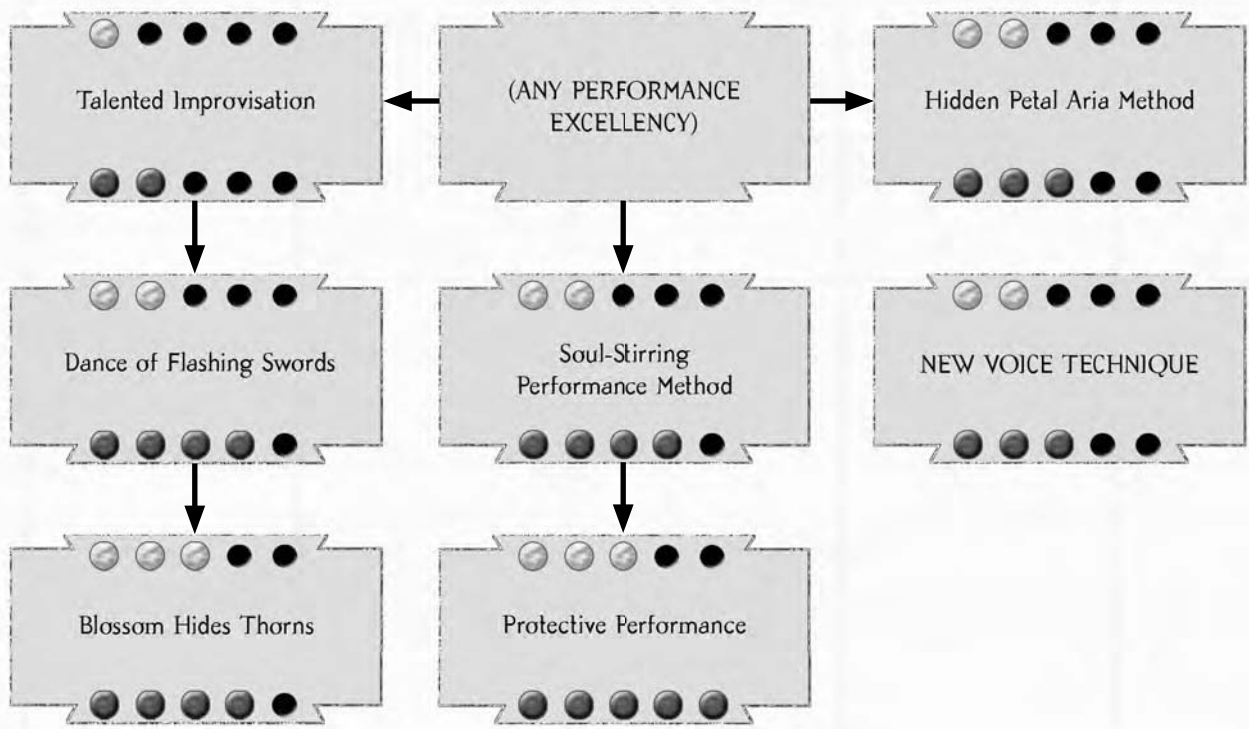 Talented Improvisation
(ANY PERFORMANCE
EXCELLENCY)
Hidden Petal Aria Method
Dance of Flashing Swords
Soul-Stirring
Performance Method
NEW VOICE TECHNIQUE
Blossom Hides Thorns
Protective Performance